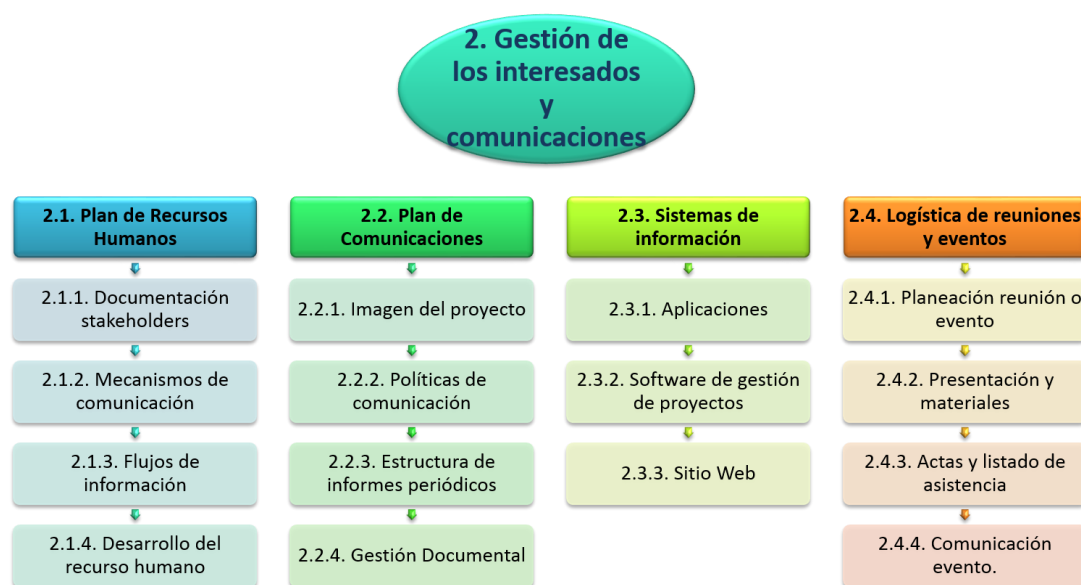 2. Gestión de
los interesados
y
comunicaciones
2.1. Plan de Recursos
Humanos
2.1.1. Documentación
stakeholders
2.1.2. Mecanismos de
comunicación
2.1.3. Flujos de
información
2.1.4. Desarrollo del
recurso humano
2.2. Plan de
Comunicaciones
2.2.1. Imagen del proyecto
2.2.2. Políticas de
comunicación
2.2.3. Estructura de
informes periódicos
2.2.4. Gestión Documental
2.3. Sistemas de
información
2.3.1. Aplicaciones
2.3.2. Software de gestión
de proyectos
2.3.3. Sitio Web
2.4. Logística de reuniones
y eventos
2.4.1. Planeación reunión o
evento
2.4.2. Presentación y
materiales
2.4.3. Actas y listado de
asistencia
2.4.4. Comunicación
evento.